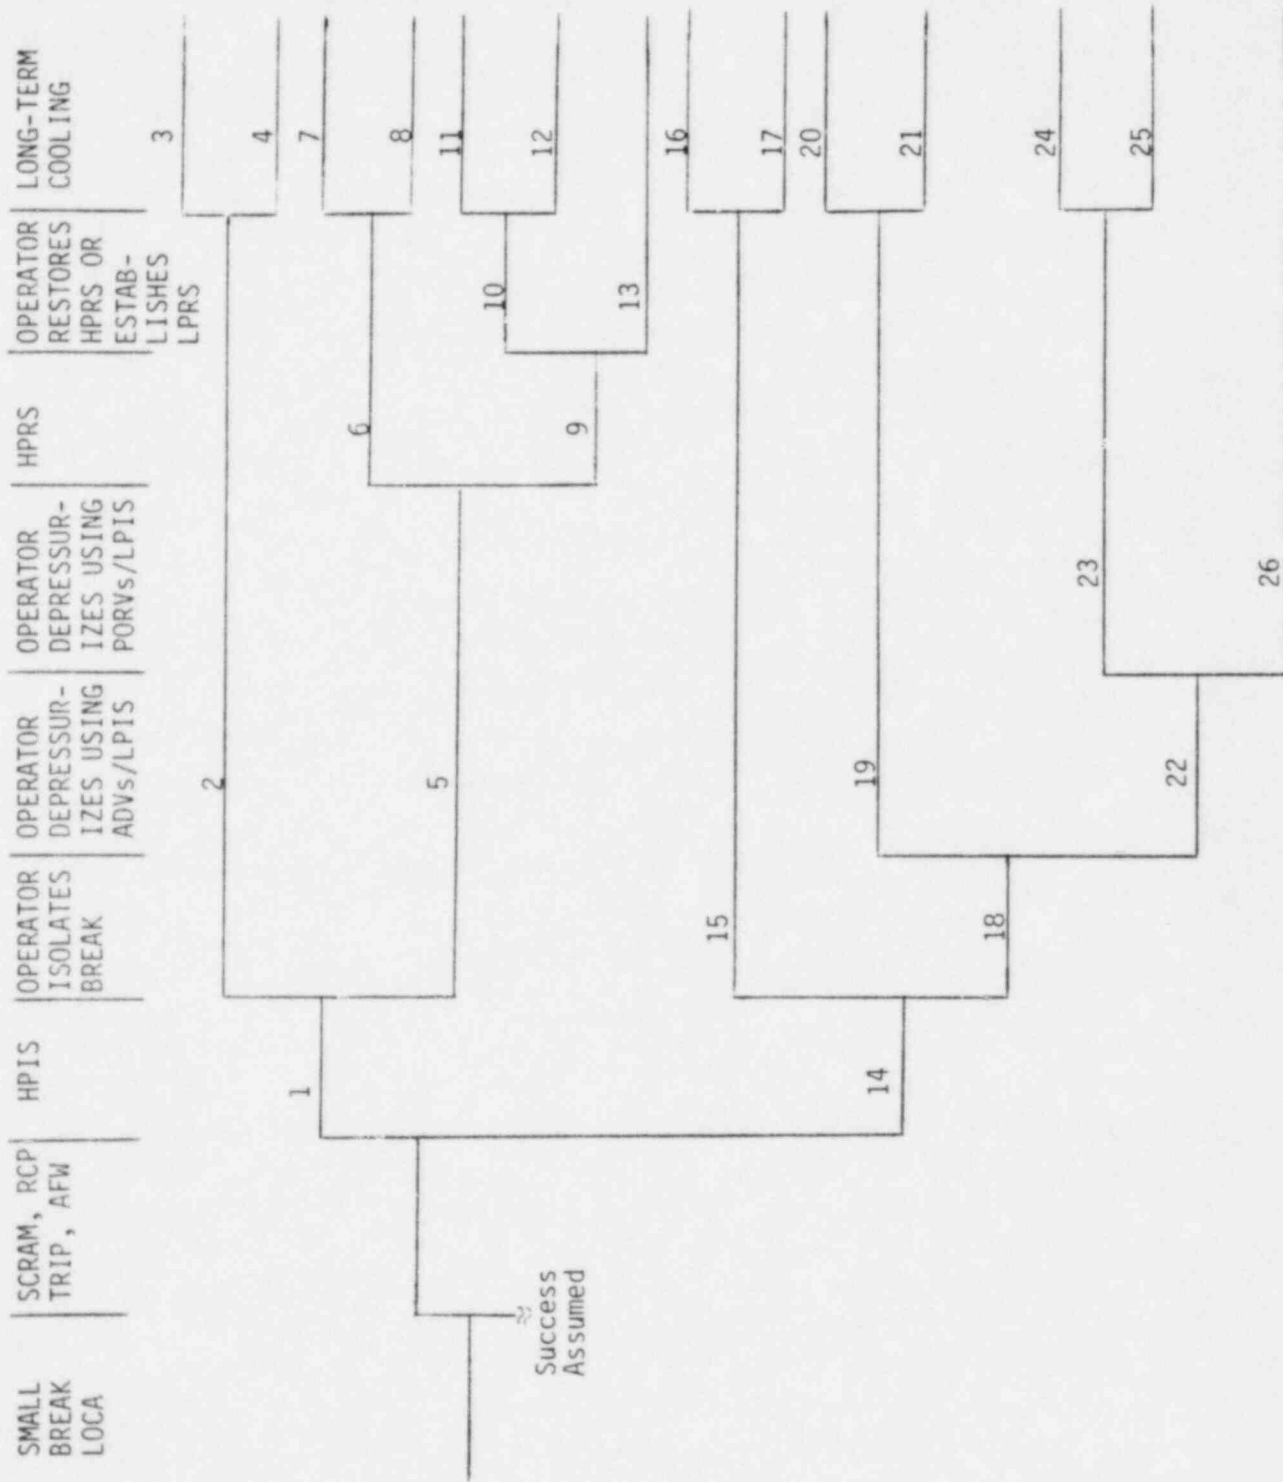 SMALL
BREAK
LOCA
SCRAM, RCP
TRIP, AFW
HPIS
OPERATOR
ISOLATES
BREAK
OPERATOR
DEPRESSUR-
IZES USING
ADVs/LPIS
OPERATOR
DEPRESSUR-
IZES USING
PORVs/LPIS
HPRS
OPERATOR
RESTORES
HPRS OR
ESTAB-
LISHES
LPRS
LONG-TERM
COOLING
Success
Assumed
1
2
3
4
5
6
7
8
9
10
11
12
13
14
15
16
17
18
19
20
21
22
23
24
25
26